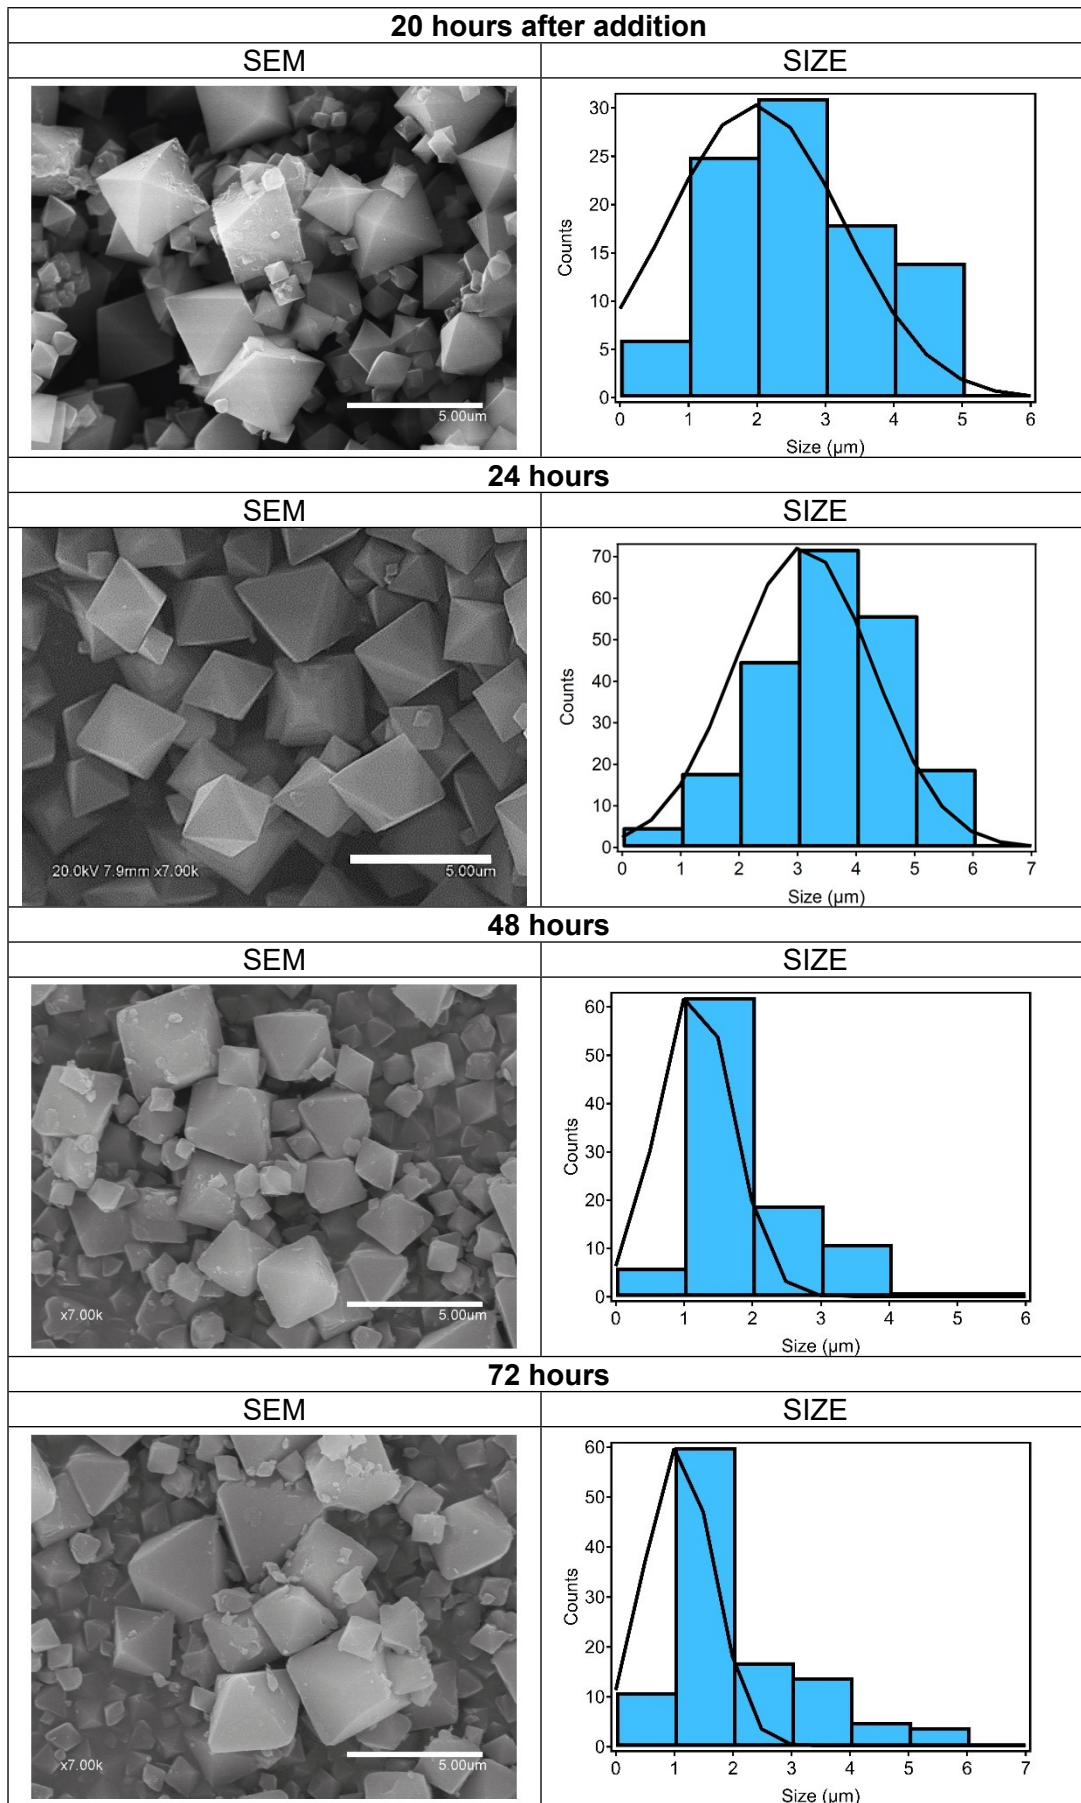 20 hours after addition
SEM SIZE
30
25
20
15
10
5
0
Counts
0 1 2 3 4 5 6
Size (µm)
5.00um
24 hours
SEM SIZE
70
60
50
40
30
20
10
0
Counts
0 1 2 3 4 5 6 7
Size (µm)
20.0kV 7.9mm x7.00k 5.00um
48 hours
SEM SIZE
60
50
40
30
20
10
0
Counts
0 1 2 3 4 5 6
Size (µm)
x7.00k 5.00um
72 hours
SEM SIZE
60
50
40
30
20
10
0
Counts
0 1 2 3 4 5 6 7
Size (µm)
x7.00k 5.00um